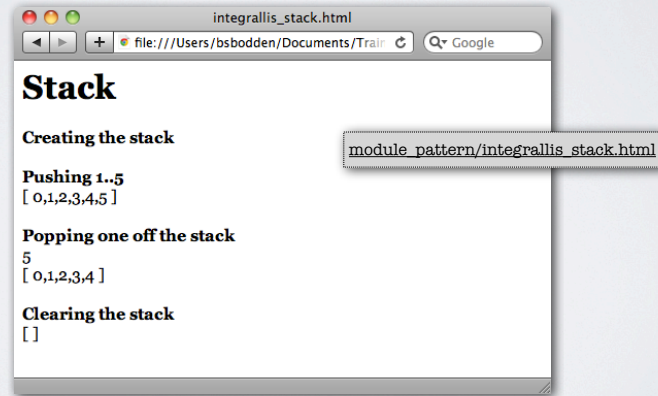 integrallis_stack.html
file:///Users/bsbodden/Documents/Train
Google
Stack
Creating the stack
module_pattern/integrallis_stack.html
Pushing 1..5
[ 0,1,2,3,4,5 ]
Popping one off the stack
5
[ 0,1,2,3,4 ]
Clearing the stack
[ ]